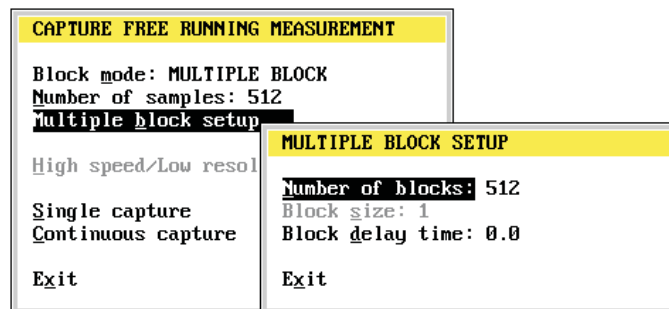 CAPTURE FREE RUNNING MEASUREMENT
Block mode: MULTIPLE BLOCK
Number of samples: 512
Multiple block setup
High speed/Low resol
Single capture
Continuous capture
Exit
MULTIPLE BLOCK SETUP
Number of blocks: 512
Block size: 1
Block delay time: 0.0
Exit